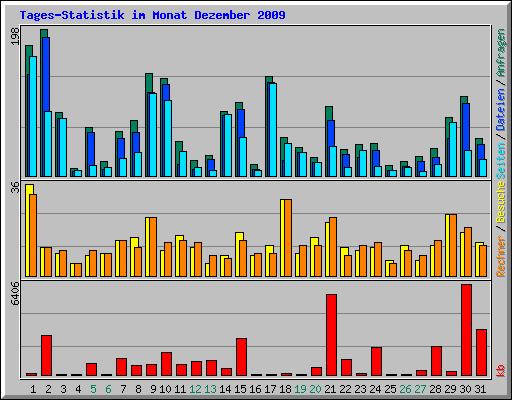 Tages-Statistik im Monat Dezember 2009
198
Rechner / Besuche Seiten / Dateien / Anfragen
36
6406
kb
1 2 3 4 5 6 7 8 9 10 11 12 13 14 15 16 17 18 19 20 21 22 23 24 25 26 27 28 29 30 31